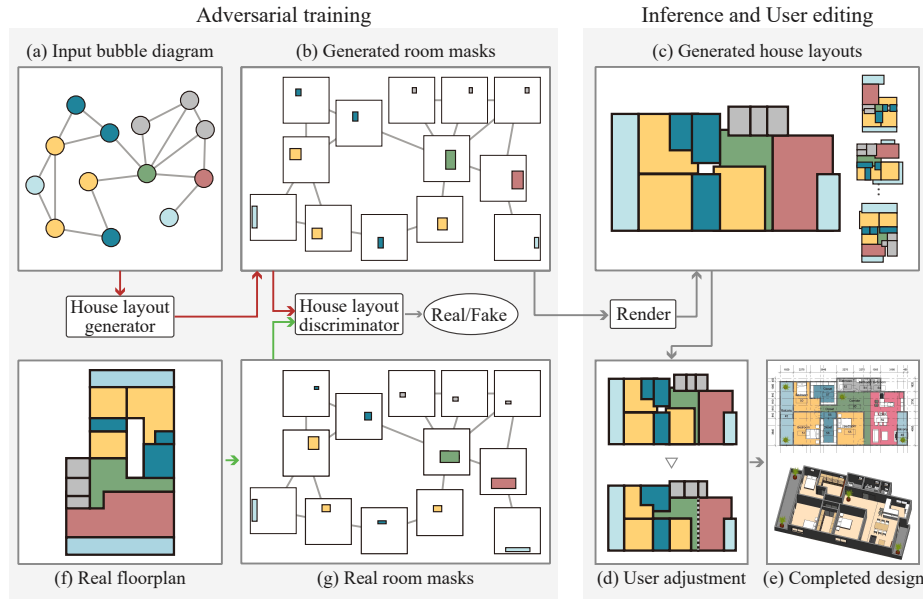 Adversarial training
Inference and User editing
(a) Input bubble diagram
(b) Generated room masks
(c) Generated house layouts
House layout
generator
House layout
discriminator
Real/Fake
Render
(f) Real floorplan
(g) Real room masks
(d) User adjustment
(e) Completed design